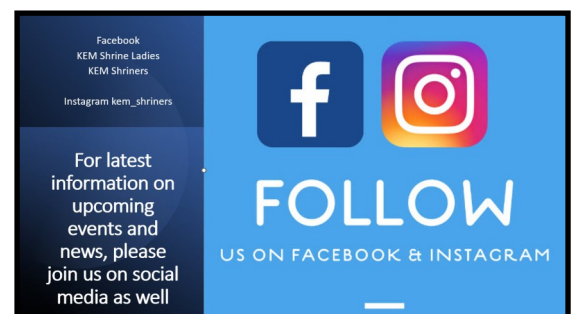 Facebook
KEM Shrine Ladies
KEM Shriners
Instagram kem_shriners
For latest
information on
upcoming
events and
news, please
join us on social
media as well
f
FOLLOW
US ON FACEBOOK & INSTAGRAM